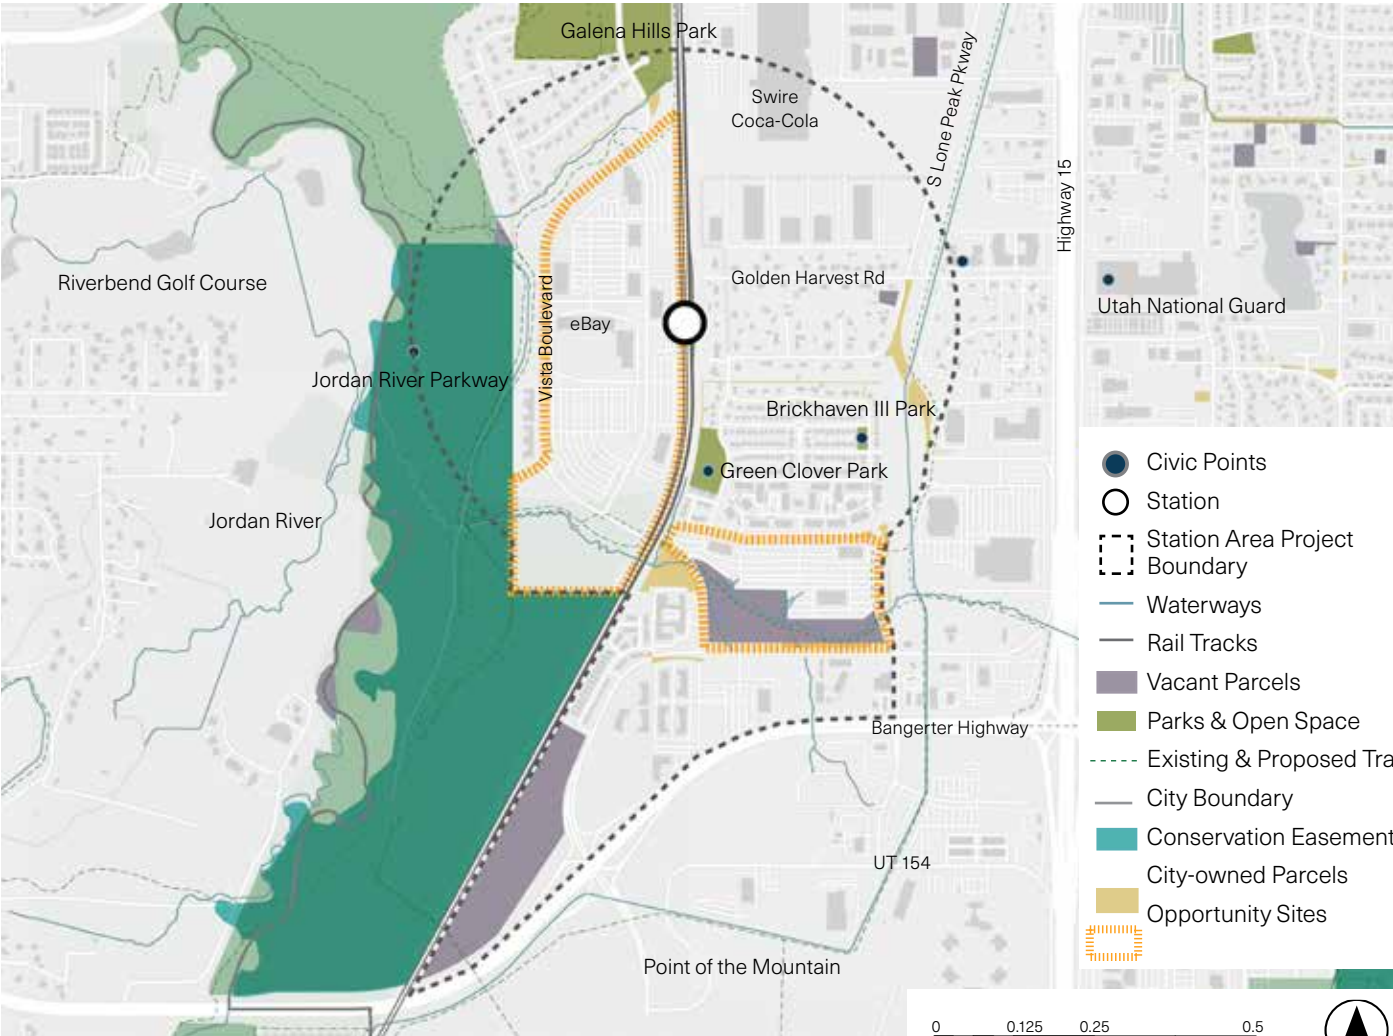 Galena Hills Park
Swire
Coca-Cola
S Lone Peak Pkway
Highway 15
Riverbend Golf Course
Golden Harvest Rd
Utah National Guard
Vista Boulevard
eBay
Jordan River Parkway
Brickhaven III Park
Green Clover Park
Jordan River
Bangerter Highway
UT 154
Point of the Mountain
Civic Points
Station
Station Area Project
Boundary
Waterways
Rail Tracks
Vacant Parcels
Parks & Open Space
Existing & Proposed Tra
City Boundary
Conservation Easement
City-owned Parcels
Opportunity Sites
0 0.125 0.25 0.5